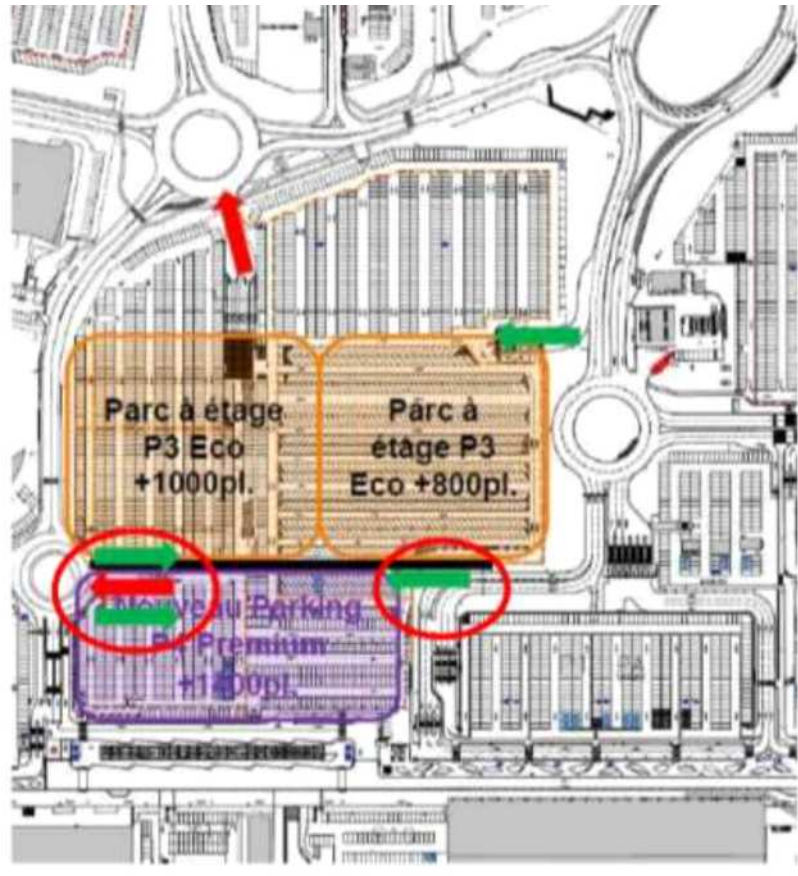 Parc à étage
P3 Eco
+1000pl.
Parc à
étage P3
Eco +800pl.
Nouveau Parking
Premium